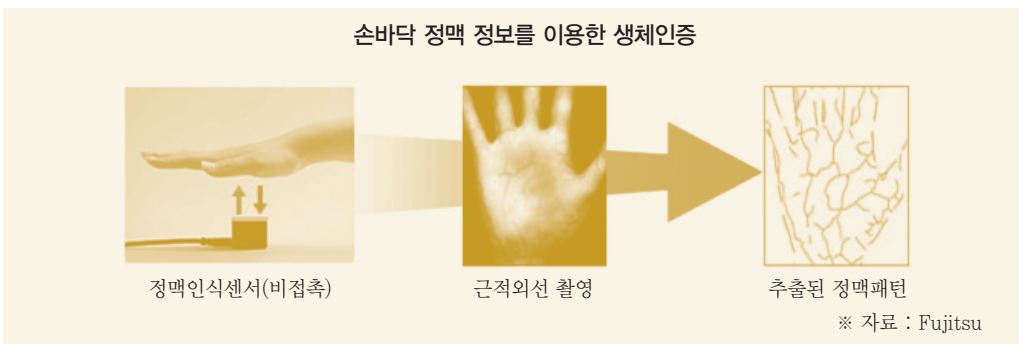 손바닥 정맥 정보를 이용한 생체인증
정맥인식센서(비접촉)
근적외선 촬영
추출된 정맥패턴
※ 자료 : Fujitsu